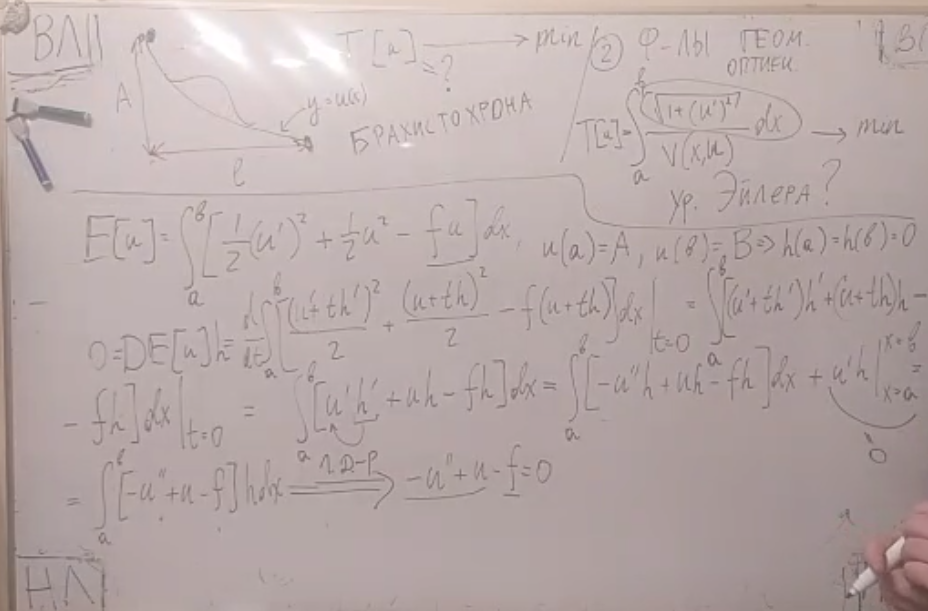 ВЛ||
T[u] → min
=?
A
y=u(x)
l
БРАХИСТОХРОНА
② Ф-ЛЫ ГЕОМ.
ОПТИКИ
T[u]=∫ₐᵇ √(1+(u')²)/V(x,u) dx → min
ур. ЭЙЛЕРА?
E[u]=∫ₐᵇ[½(u')²+½u²-fu]dx, u(a)=A, u(b)=B⇒h(a)=h(b)=0
0=DE[u]h=d/dt∫ₐᵇ[(u'+th')²/2+(u+th)²/2-f(u+th)]dx|t=0=∫ₐᵇ[(u'+th')h'+(u+th)h-
-fh]dx|t=0=∫ₐᵇ[u'h'+uh-fh]dx=∫ₐᵇ[-u''h+uh-fh]dx+u'h|x=a x=b=
0
=∫ₐᵇ[-u''+u-f]hdx ⇒ Л.Д-Р -u''+u-f=0
НЛ